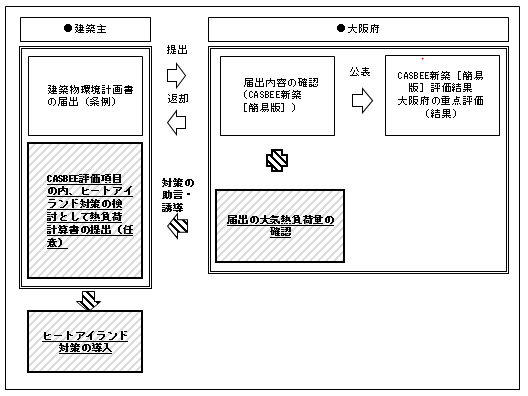 ●建築主
●大阪府
建築物環境計画書
の届出（条例）
提出
返却
届出内容の確認
（CASBEE新築
［簡易版］）
公表
CASBEE新築［簡易
版］評価結果
大阪府の重点評価
（結果）
CASBEE評価項目
の内、ヒートアイ
ランド対策の検
討として熱負荷
計算書の提出（任
意）
対策の
助言・
誘導
届出の大気熱負荷量の
確認
ヒートアイランド
対策の導入